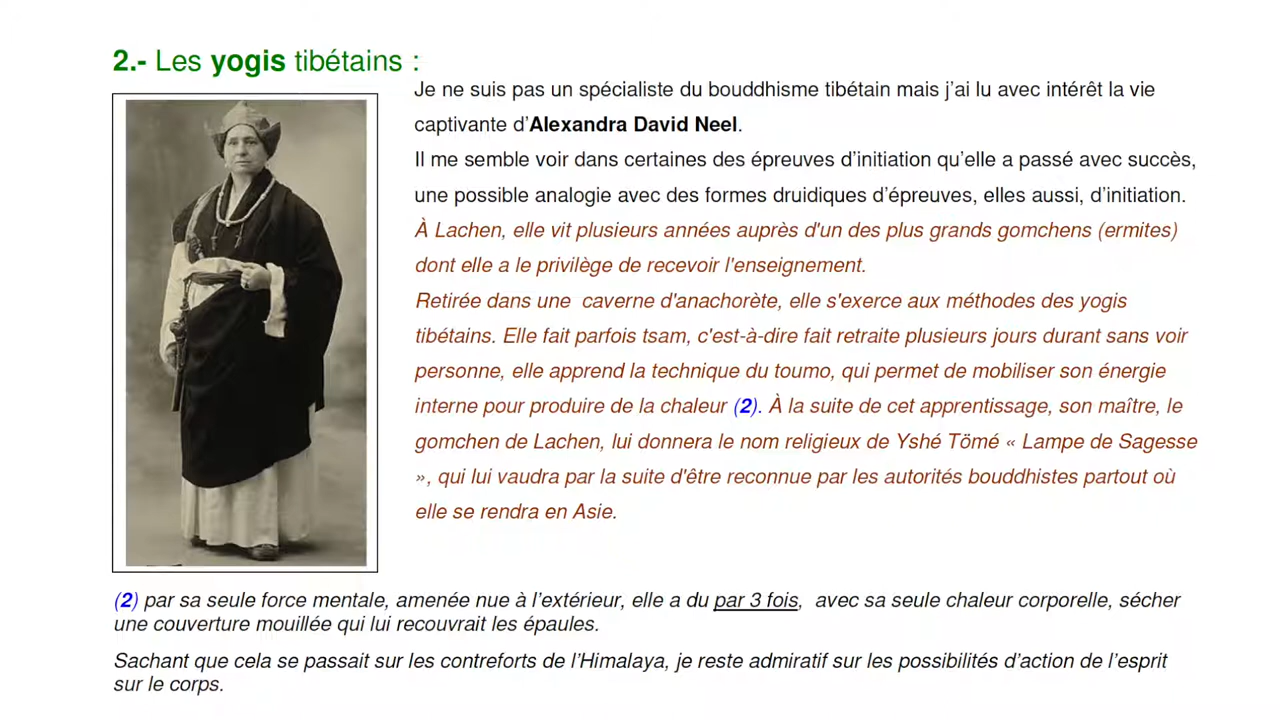 2.- Les yogis tibétains :
Je ne suis pas un spécialiste du bouddhisme tibétain mais j’ai lu avec intérêt la vie
captivante d’Alexandra David Neel.
Il me semble voir dans certaines des épreuves d’initiation qu’elle a passé avec succès,
une possible analogie avec des formes druidiques d’épreuves, elles aussi, d’initiation.
À Lachen, elle vit plusieurs années auprès d'un des plus grands gomchens (ermites)
dont elle a le privilège de recevoir l'enseignement.
Retirée dans une caverne d'anachorète, elle s'exerce aux méthodes des yogis
tibétains. Elle fait parfois tsam, c'est-à-dire fait retraite plusieurs jours durant sans voir
personne, elle apprend la technique du toumo, qui permet de mobiliser son énergie
interne pour produire de la chaleur (2). À la suite de cet apprentissage, son maître, le
gomchen de Lachen, lui donnera le nom religieux de Yshé Tömé « Lampe de Sagesse
», qui lui vaudra par la suite d'être reconnue par les autorités bouddhistes partout où
elle se rendra en Asie.
(2) par sa seule force mentale, amenée nue à l’extérieur, elle a du par 3 fois, avec sa seule chaleur corporelle, sécher
une couverture mouillée qui lui recouvrait les épaules.
Sachant que cela se passait sur les contreforts de l’Himalaya, je reste admiratif sur les possibilités d’action de l’esprit
sur le corps.